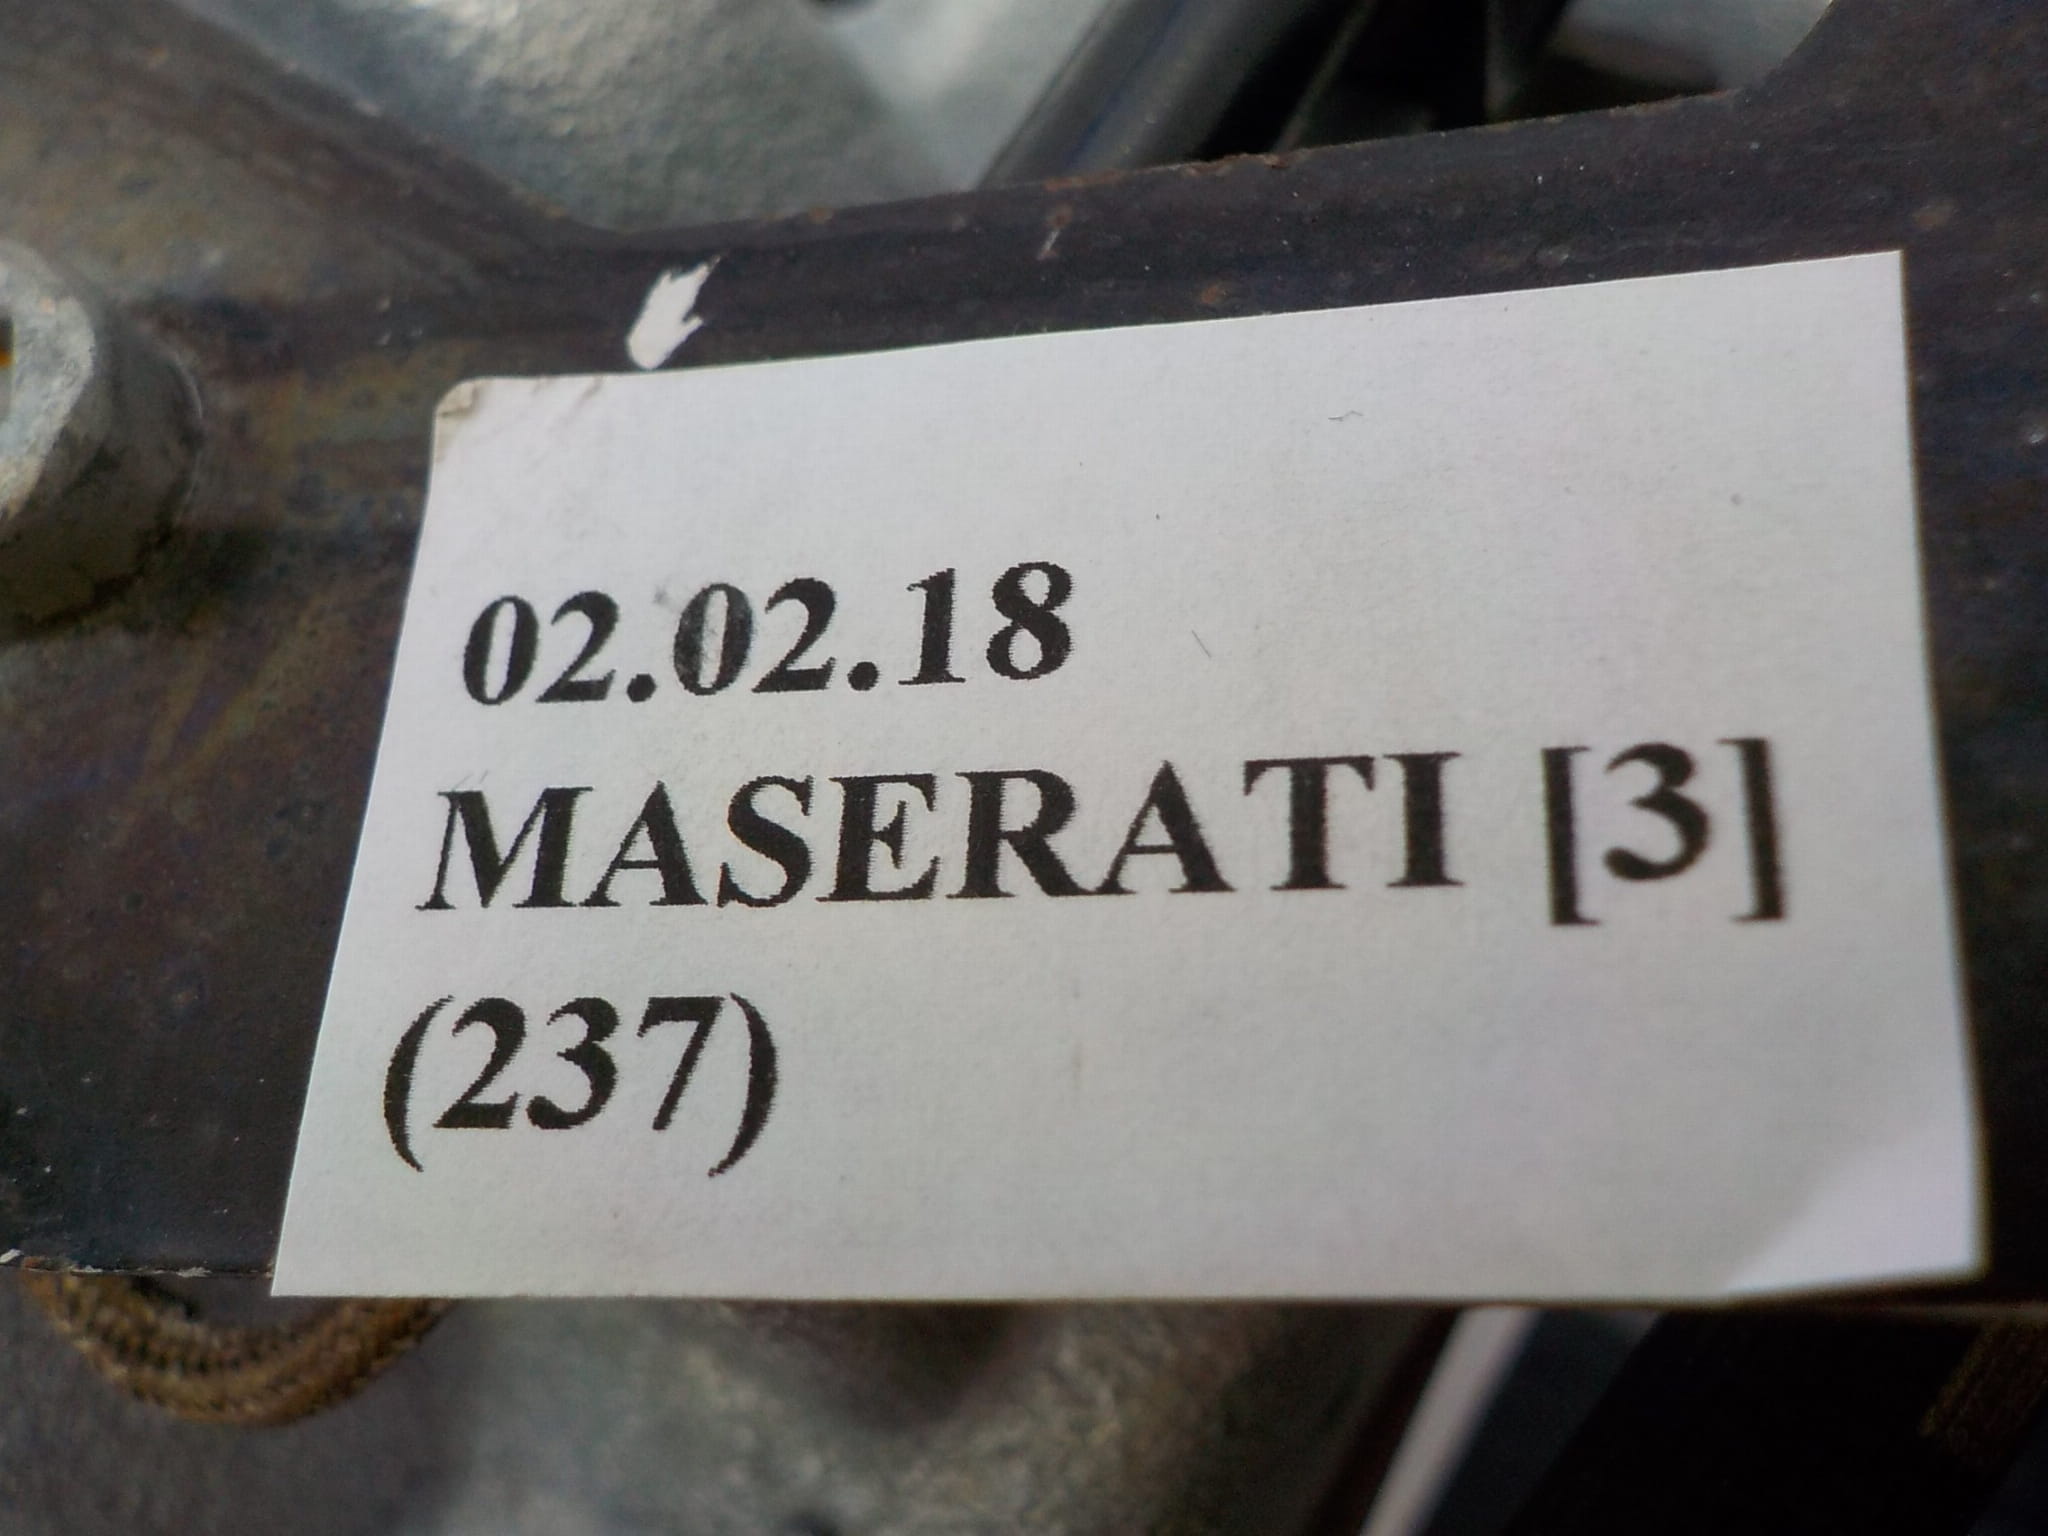 02.02.18
MASERATI [3]
(237)